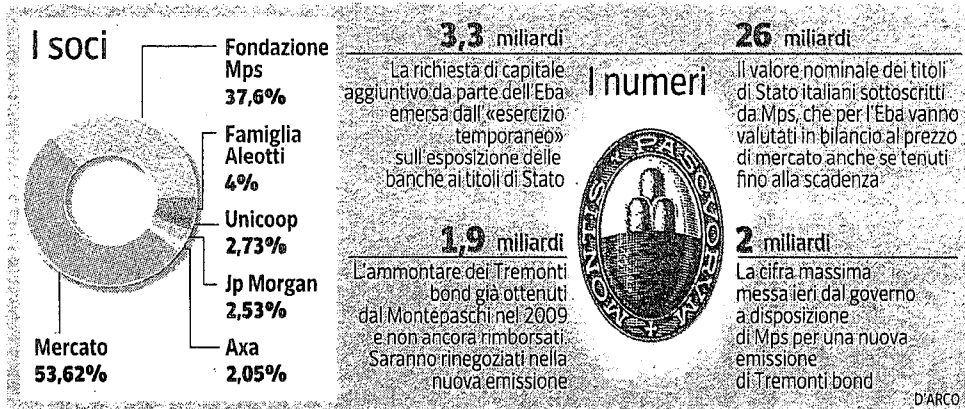 I soci
Fondazione
Mps
37,6%
Famiglia
Aleotti
4%
Unicoop
2,73%
Jp Morgan
2,53%
Axa
2,05%
Mercato
53,62%
I numeri
3,3 miliardi
La richiesta di capitale
aggiuntivo da parte dell'Eba
emersa dall'«esercizio
temporaneo»
sull'esposizione delle
banche ai titoli di Stato
26 miliardi
Il valore nominale dei titoli
di Stato italiani sottoscritti
da Mps, che per l'Eba vanno
valutati in bilancio al prezzo
di mercato anche se tenuti
fino alla scadenza
1,9 miliardi
L'ammontare dei Tremonti
bond già ottenuti
dal Montepaschi nel 2009
e non ancora rimborsati.
Saranno rinegoziati nella
nuova emissione
2 miliardi
La cifra massima
messa ieri dal governo
a disposizione
di Mps per una nuova
emissione
di Tremonti bond
D'ARCO